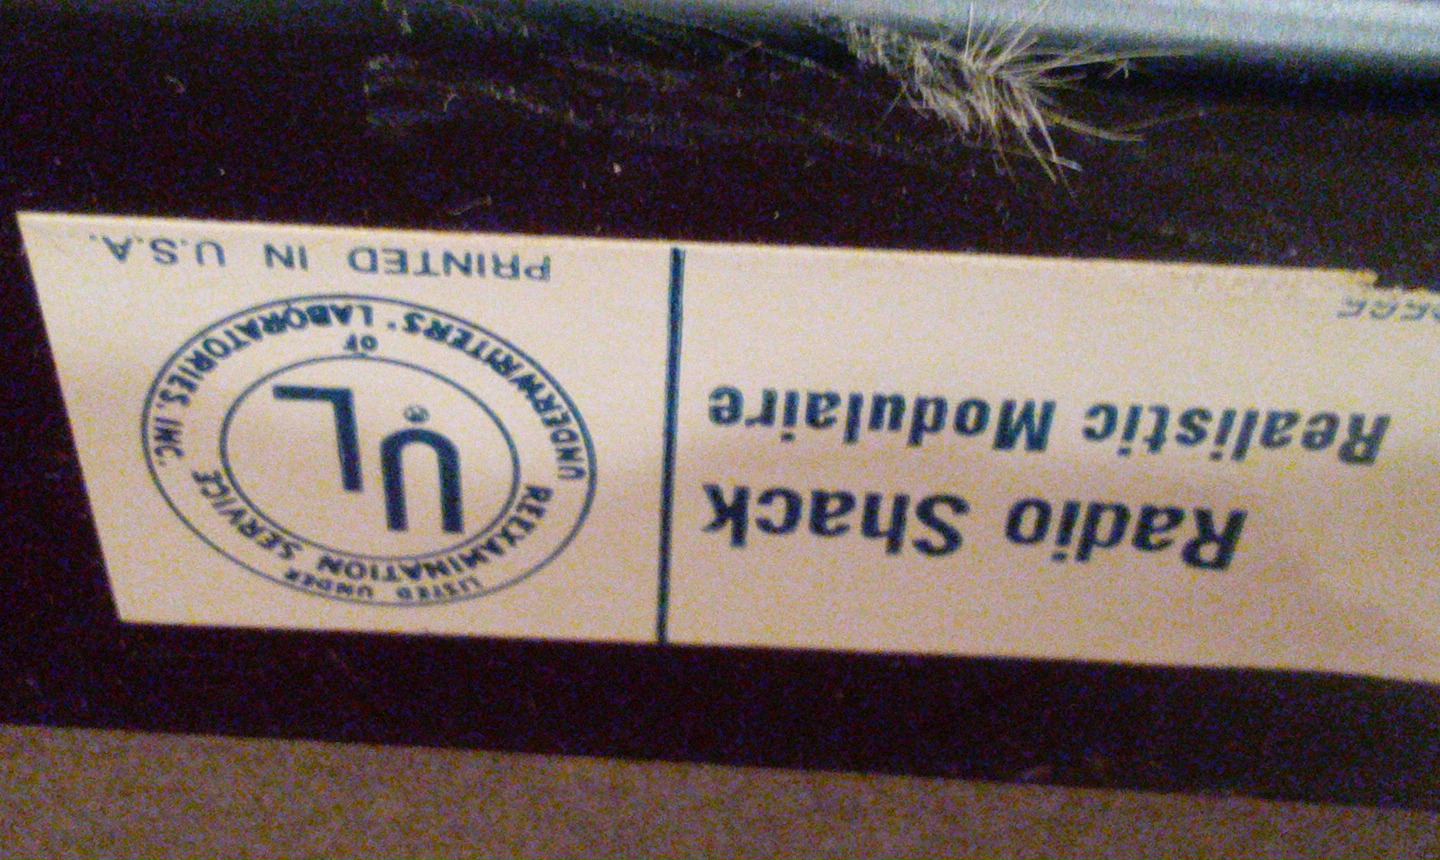 Radio Shack
Realistic Modulaire
LISTED UNDER
REEXAMINATION SERVICE
UL®
OF
UNDERWRITERS' LABORATORIES, INC.
PRINTED IN U.S.A.